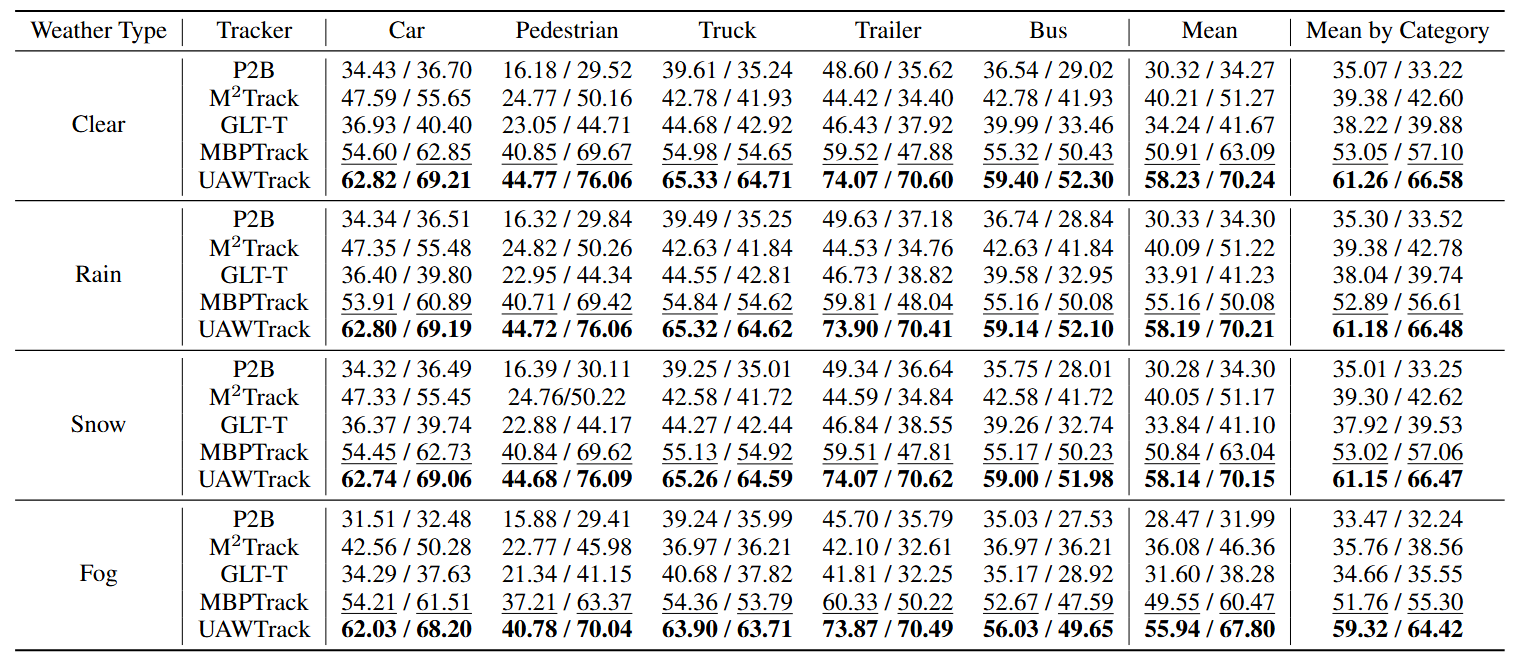 Weather Type Tracker Car Pedestrian Truck Trailer Bus Mean Mean by Category
P2B 34.43 / 36.70 16.18 / 29.52 39.61 / 35.24 48.60 / 35.62 36.54 / 29.02 30.32 / 34.27 35.07 / 33.22
M²Track 47.59 / 55.65 24.77 / 50.16 42.78 / 41.93 44.42 / 34.40 42.78 / 41.93 40.21 / 51.27 39.38 / 42.60
Clear GLT-T 36.93 / 40.40 23.05 / 44.71 44.68 / 42.92 46.43 / 37.92 39.99 / 33.46 34.24 / 41.67 38.22 / 39.88
MBPTrack 54.60 / 62.85 40.85 / 69.67 54.98 / 54.65 59.52 / 47.88 55.32 / 50.43 50.91 / 63.09 53.05 / 57.10
UAWTrack 62.82 / 69.21 44.77 / 76.06 65.33 / 64.71 74.07 / 70.60 59.40 / 52.30 58.23 / 70.24 61.26 / 66.58
P2B 34.34 / 36.51 16.32 / 29.84 39.49 / 35.25 49.63 / 37.18 36.74 / 28.84 30.33 / 34.30 35.30 / 33.52
M²Track 47.35 / 55.48 24.82 / 50.26 42.63 / 41.84 44.53 / 34.76 42.63 / 41.84 40.09 / 51.22 39.38 / 42.78
Rain GLT-T 36.40 / 39.80 22.95 / 44.34 44.55 / 42.81 46.73 / 38.82 39.58 / 32.95 33.91 / 41.23 38.04 / 39.74
MBPTrack 53.91 / 60.89 40.71 / 69.42 54.84 / 54.62 59.81 / 48.04 55.16 / 50.08 55.16 / 50.08 52.89 / 56.61
UAWTrack 62.80 / 69.19 44.72 / 76.06 65.32 / 64.62 73.90 / 70.41 59.14 / 52.10 58.19 / 70.21 61.18 / 66.48
P2B 34.32 / 36.49 16.39 / 30.11 39.25 / 35.01 49.34 / 36.64 35.75 / 28.01 30.28 / 34.30 35.01 / 33.25
M²Track 47.33 / 55.45 24.76/50.22 42.58 / 41.72 44.59 / 34.84 42.58 / 41.72 40.05 / 51.17 39.30 / 42.62
Snow GLT-T 36.37 / 39.74 22.88 / 44.17 44.27 / 42.44 46.84 / 38.55 39.26 / 32.74 33.84 / 41.10 37.92 / 39.53
MBPTrack 54.45 / 62.73 40.84 / 69.62 55.13 / 54.92 59.51 / 47.81 55.17 / 50.23 50.84 / 63.04 53.02 / 57.06
UAWTrack 62.74 / 69.06 44.68 / 76.09 65.26 / 64.59 74.07 / 70.62 59.00 / 51.98 58.14 / 70.15 61.15 / 66.47
P2B 31.51 / 32.48 15.88 / 29.41 39.24 / 35.99 45.70 / 35.79 35.03 / 27.53 28.47 / 31.99 33.47 / 32.24
M²Track 42.56 / 50.28 22.77 / 45.98 36.97 / 36.21 42.10 / 32.61 36.97 / 36.21 36.08 / 46.36 35.76 / 38.56
Fog GLT-T 34.29 / 37.63 21.34 / 41.15 40.68 / 37.82 41.81 / 32.25 35.17 / 28.92 31.60 / 38.28 34.66 / 35.55
MBPTrack 54.21 / 61.51 37.21 / 63.37 54.36 / 53.79 60.33 / 50.22 52.67 / 47.59 49.55 / 60.47 51.76 / 55.30
UAWTrack 62.03 / 68.20 40.78 / 70.04 63.90 / 63.71 73.87 / 70.49 56.03 / 49.65 55.94 / 67.80 59.32 / 64.42